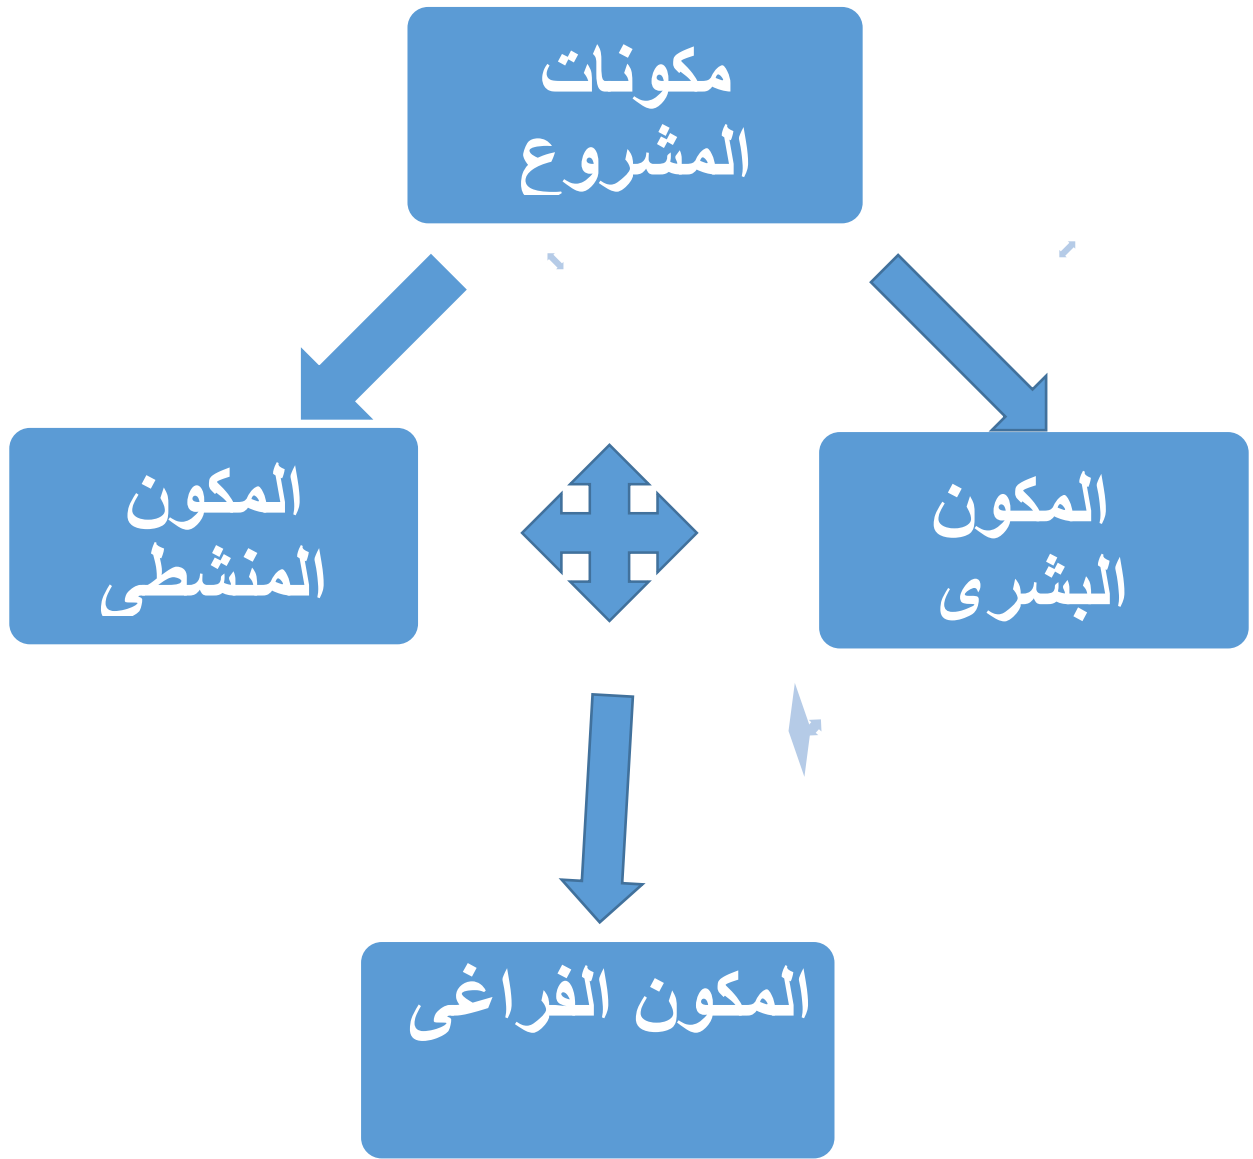 مكونات
المشروع
المكون
البشرى
المكون
المنشطى
المكون الفراغى